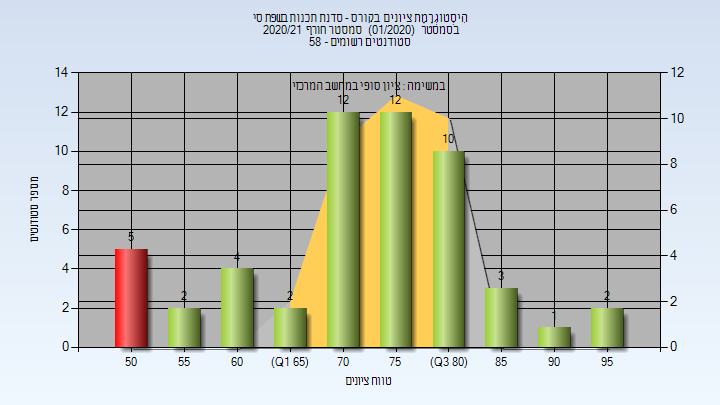 היסטוגרמת ציונים בקורס - סדנת תכנות בשפת סי
בסמסטר (01/2020) סמסטר חורף 2020/21
סטודנטים רשומים - 58
במשימה : ציון סופי במחשב המרכזי
14 12 10 8 6 4 2 0
12 10 8 6 4 2 0
5 2 4 2 12 12 10 3 1 2
מספר סטודנטים
50 55 60 (Q1 65) 70 75 (Q3 80) 85 90 95
טווח ציונים